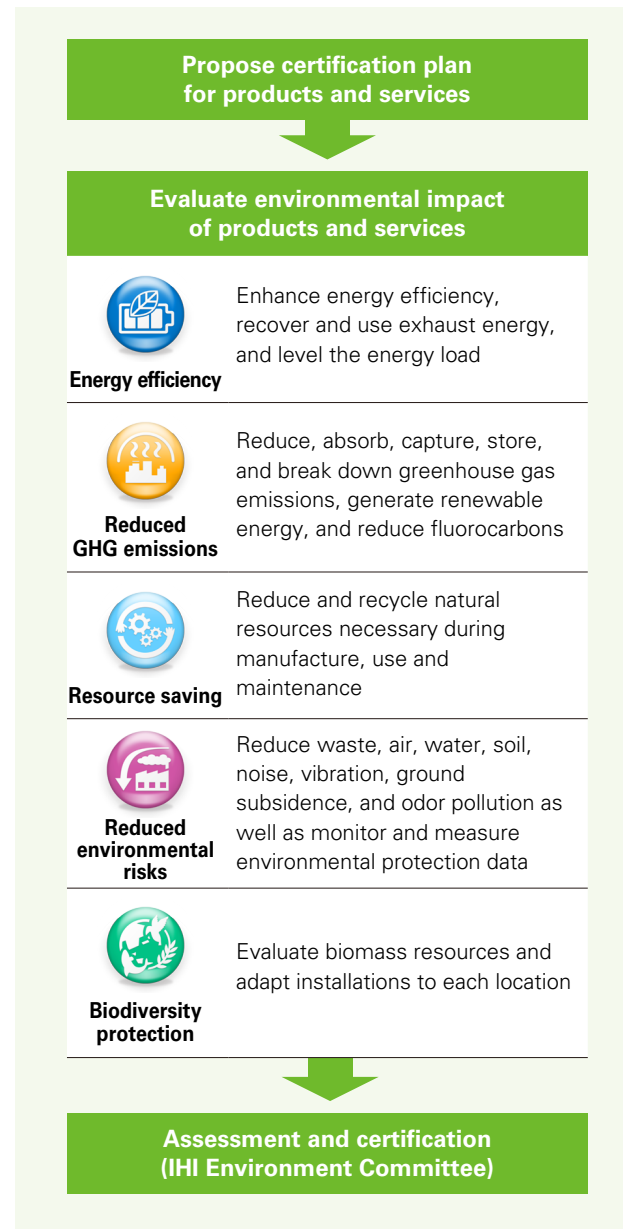 Propose certification plan
for products and services
Evaluate environmental impact
of products and services
Energy efficiency
Enhance energy efficiency,
recover and use exhaust energy,
and level the energy load
Reduced
GHG emissions
Reduce, absorb, capture, store,
and break down greenhouse gas
emissions, generate renewable
energy, and reduce fluorocarbons
Resource saving
Reduce and recycle natural
resources necessary during
manufacture, use and
maintenance
Reduced
environmental
risks
Reduce waste, air, water, soil,
noise, vibration, ground
subsidence, and odor pollution as
well as monitor and measure
environmental protection data
Biodiversity
protection
Evaluate biomass resources and
adapt installations to each location
Assessment and certification
(IHI Environment Committee)